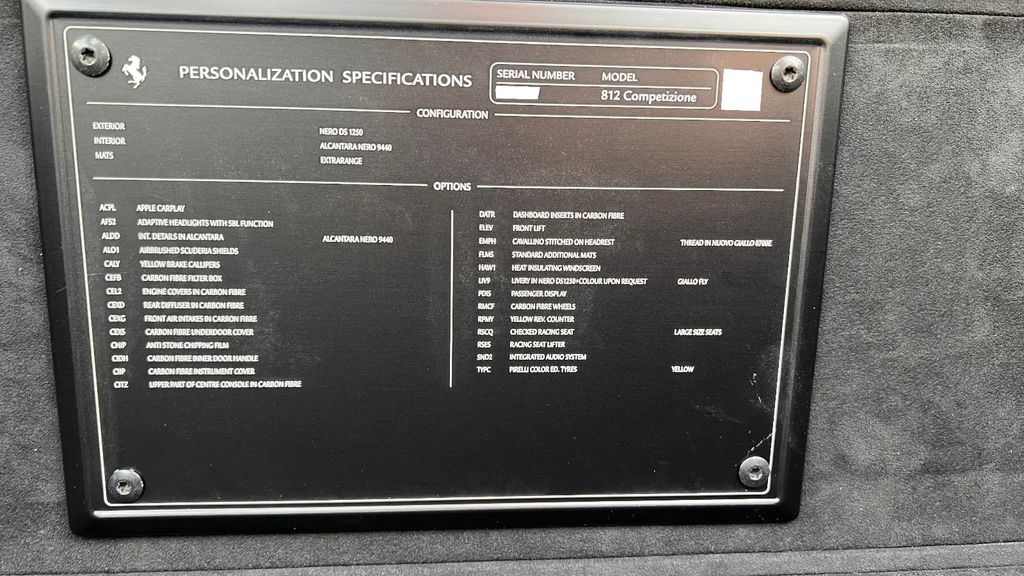 PERSONALIZATION SPECIFICATIONS
SERIAL NUMBER MODEL
812 Competizione
CONFIGURATION
EXTERIOR NERO DS 1250
INTERIOR ALCANTARA NERO 9440
MATS EXTRARANGE
OPTIONS
ACPL APPLE CARPLAY
AFS2 ADAPTIVE HEADLIGHTS WITH SBL FUNCTION
ALDD INT. DETAILS IN ALCANTARA ALCANTARA NERO 9440
ALO1 AIRBRUSHED SCUDERIA SHIELDS
CALY YELLOW BRAKE CALLIPERS
CEFB CARBON FIBRE FILTER BOX
CEL2 ENGINE COVERS IN CARBON FIBRE
CEXD REAR DIFFUSER IN CARBON FIBRE
CEXG FRONT AIR INTAKES IN CARBON FIBRE
CEXS CARBON FIBRE UNDERDOOR COVER
CHIP ANTI STONE CHIPPING FILM
CIDH CARBON FIBRE INNER DOOR HANDLE
CIIP CARBON FIBRE INSTRUMENT COVER
CITZ UPPER PART OF CENTRE CONSOLE IN CARBON FIBRE
DATR DASHBOARD INSERTS IN CARBON FIBRE
ELEV FRONT LIFT
EMPH CAVALLINO STITCHED ON HEADREST THREAD IN NUOVO GIALLO 0700E
FLMS STANDARD ADDITIONAL MATS
HAW1 HEAT INSULATING WINDSCREEN
LIV9 LIVERY IN NERO DS1250+COLOUR UPON REQUEST GIALLO FLY
PDIS PASSENGER DISPLAY
RMCF CARBON FIBRE WHEELS
RPMY YELLOW REV. COUNTER
RSCQ CHECKED RACING SEAT LARGE SIZE SEATS
RSES RACING SEAT LIFTER
SND2 INTEGRATED AUDIO SYSTEM
TYPC PIRELLI COLOR ED. TYRES YELLOW